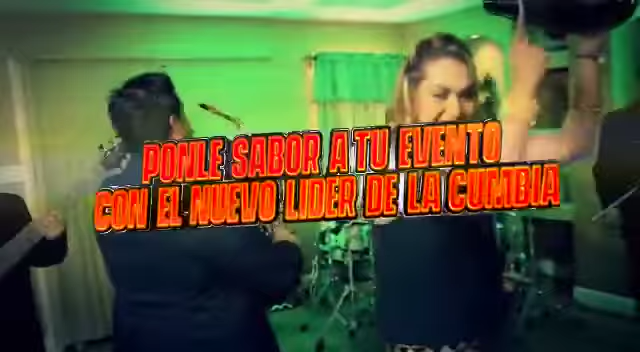 PONLE SABOR A TU EVENTO
CON EL NUEVO LIDER DE LA CUMBIA